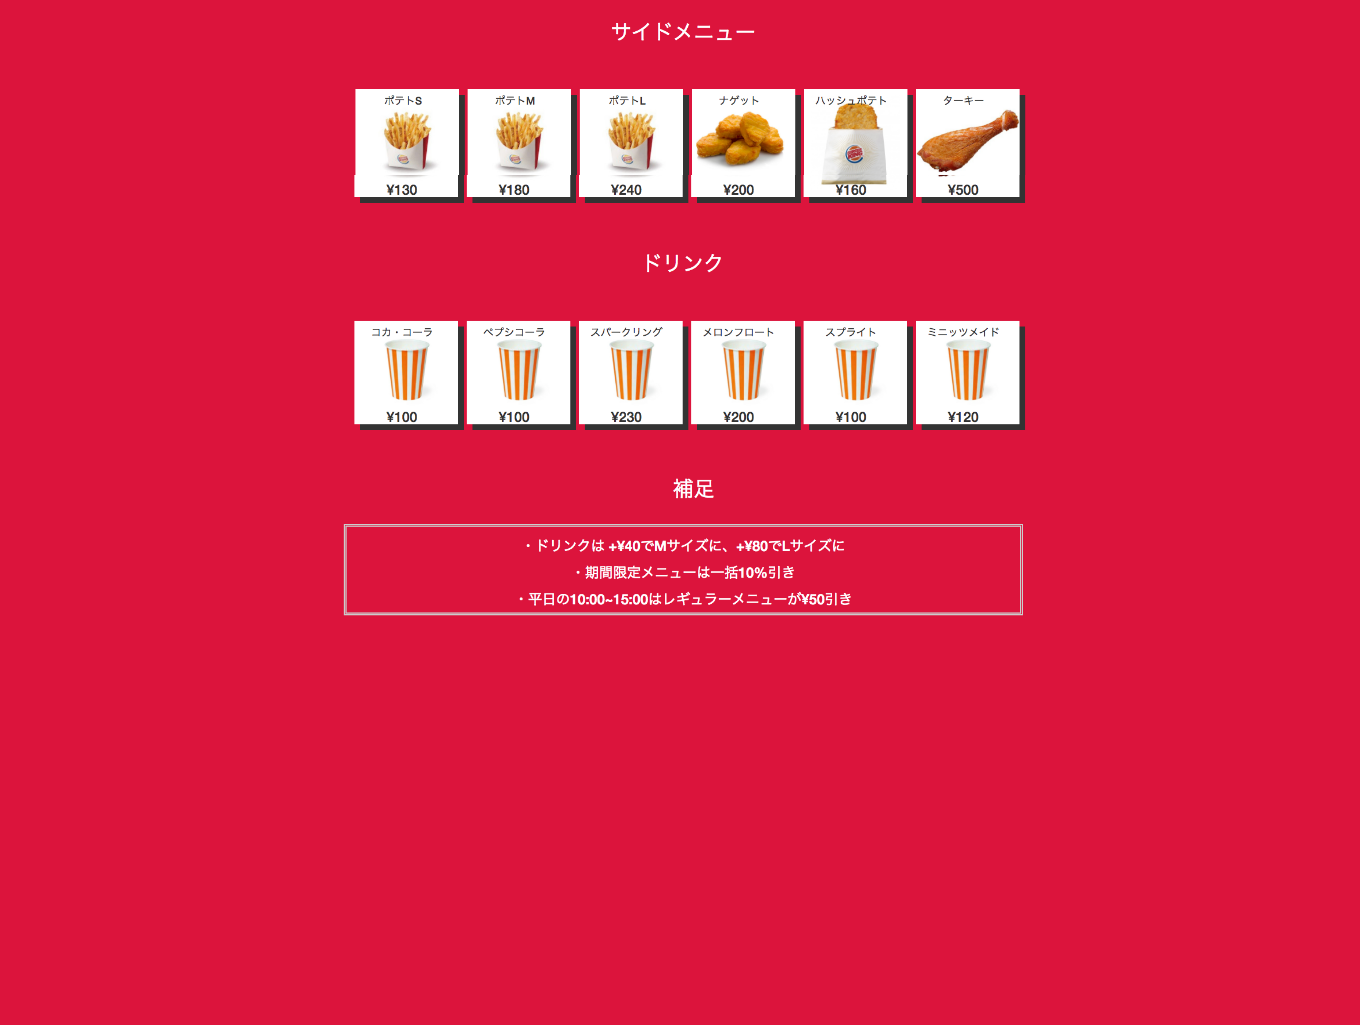 サイドメニュー
ポテトS ポテトM ポテトL ナゲット ハッシュポテト ターキー
¥130 ¥180 ¥240 ¥200 ¥160 ¥500
ドリンク
コカ・コーラ ペプシコーラ スパークリング メロンフロート スプライト ミニッツメイド
¥100 ¥100 ¥230 ¥200 ¥100 ¥120
補足
・ドリンクは +¥40でMサイズに、+¥80でLサイズに
・期間限定メニューは一括10%引き
・平日の10:00~15:00はレギュラーメニューが¥50引き